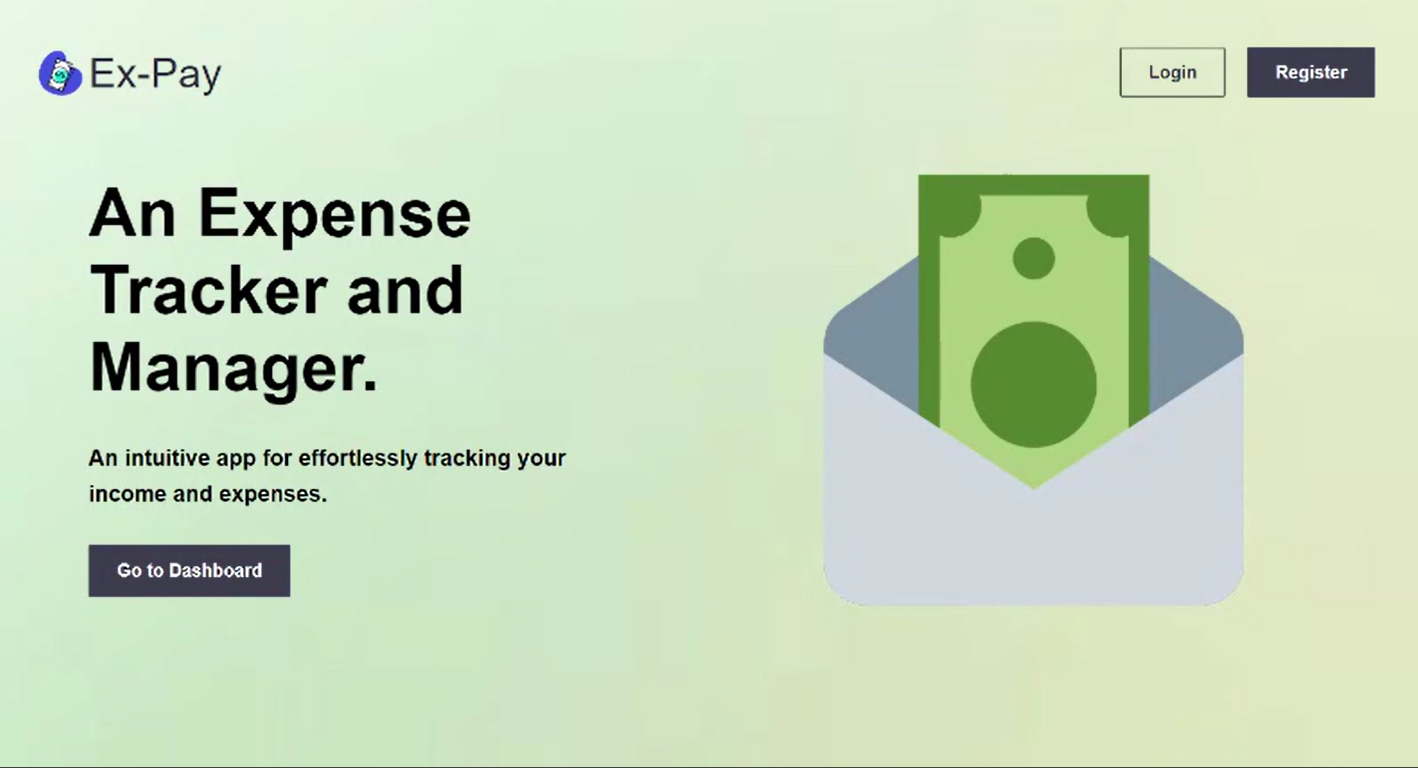 Ex-Pay
Login
Register
An Expense
Tracker and
Manager.
An intuitive app for effortlessly tracking your
income and expenses.
Go to Dashboard